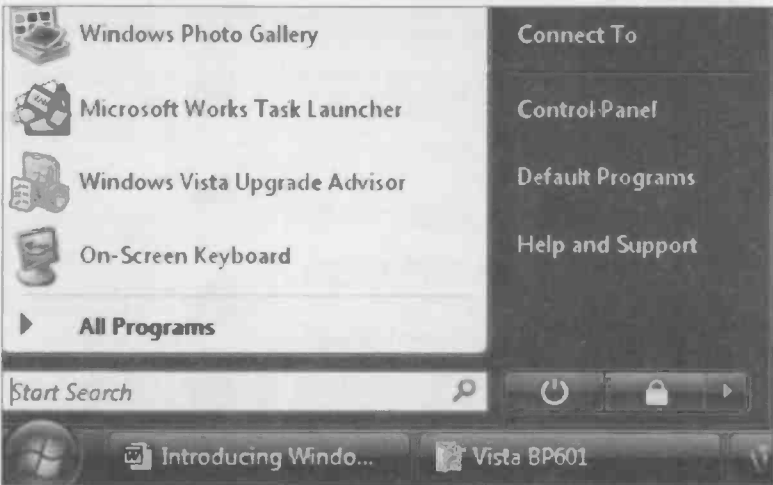 Windows Photo Gallery
Microsoft Works Task Launcher
Windows Vista Upgrade Advisor
On-Screen Keyboard
All Programs
Start Search
Connect To
Control Panel
Default Programs
Help and Support
Introducing Windo...
Vista BP601